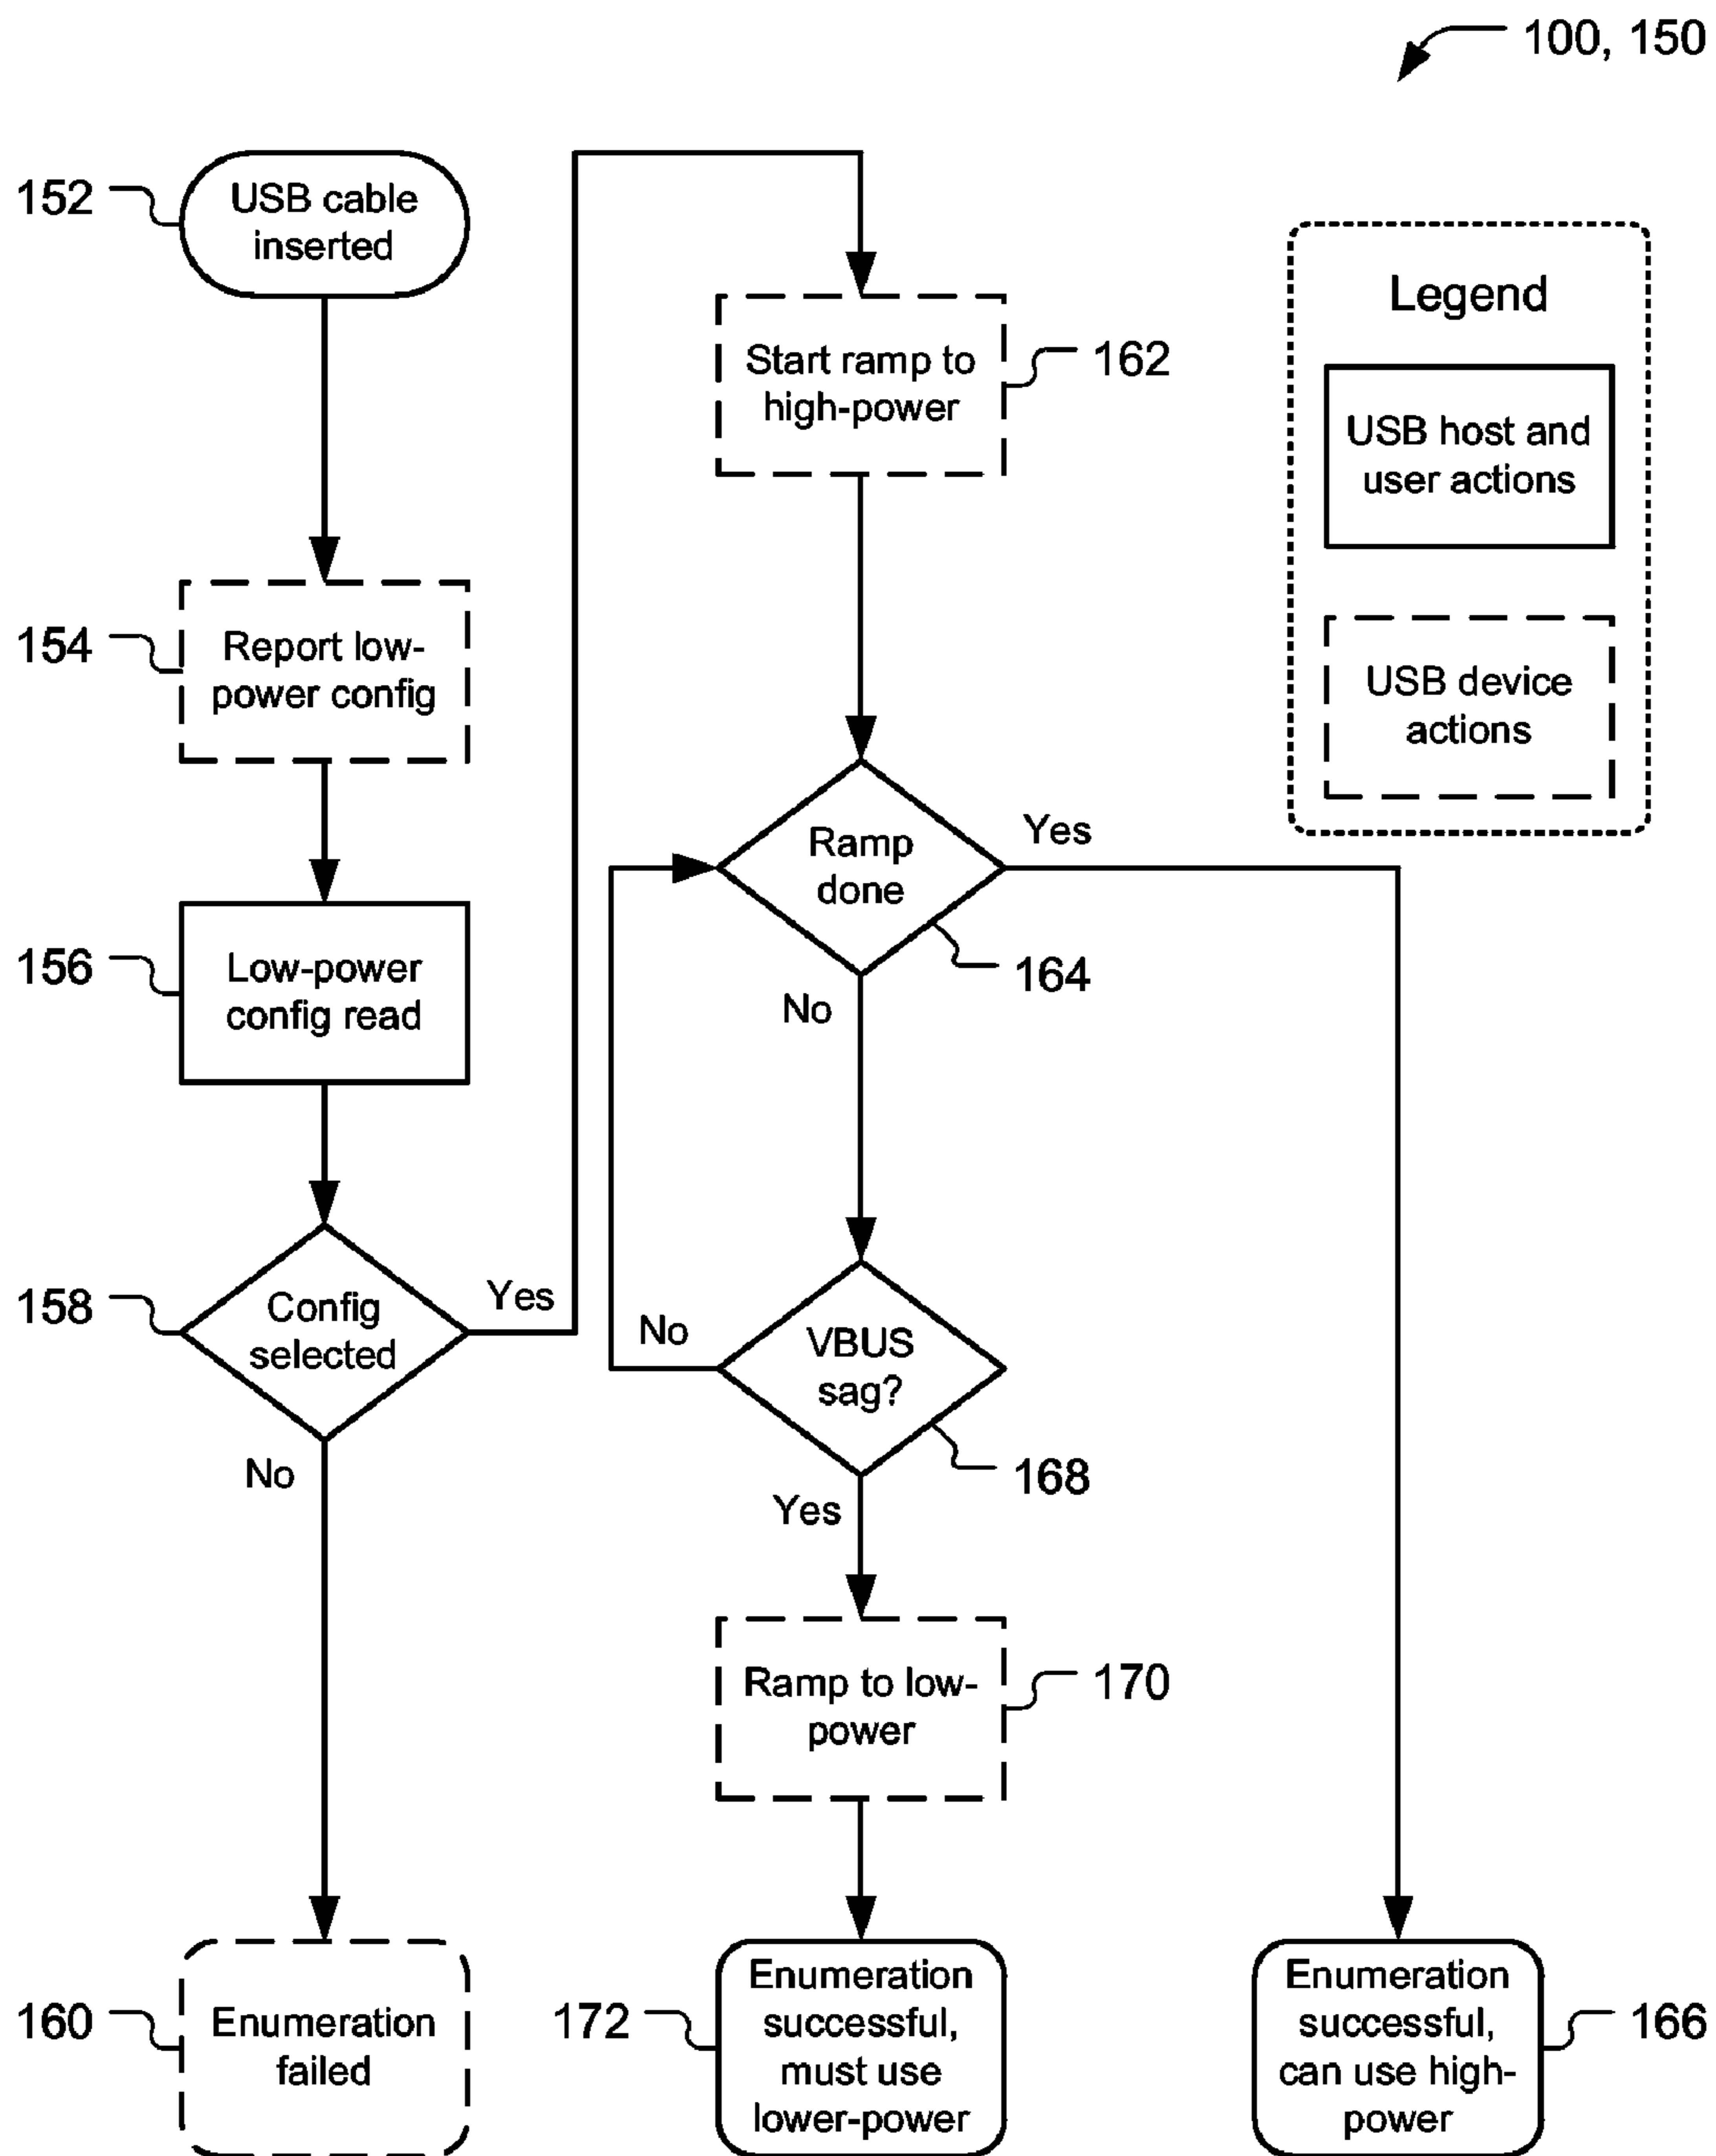 100, 150
152
USB cable
inserted
154
Report low-
power config
156
Low-power
config read
158
Config
selected
Yes
No
160
Enumeration
failed
Start ramp to
high-power
162
Ramp
done
Yes
164
No
VBUS
sag?
No
168
Yes
Ramp to low-
power
170
172
Enumeration
successful,
must use
lower-power
Enumeration
successful,
can use high-
power
166
Legend
USB host and
user actions
USB device
actions